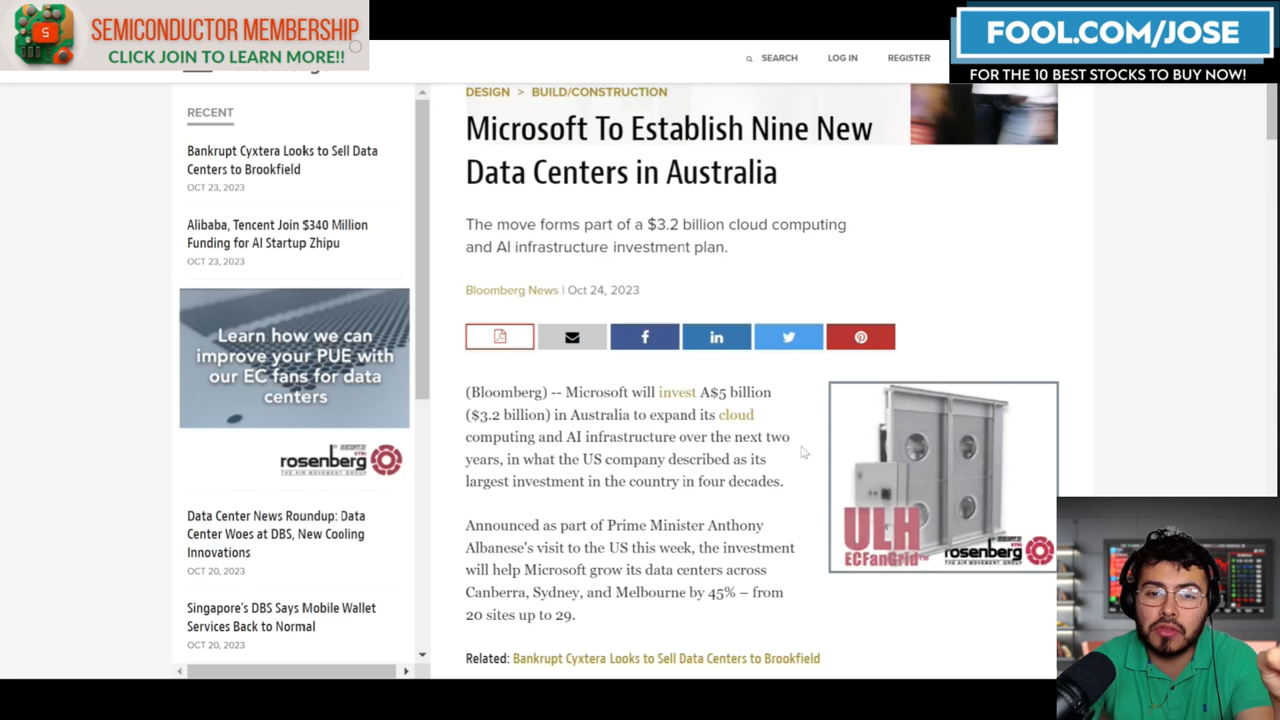 SEMICONDUCTOR MEMBERSHIP
CLICK JOIN TO LEARN MORE!!
S
FOOL.COM/JOSE
FOR THE 10 BEST STOCKS TO BUY NOW!
SEARCH
LOG IN
REGISTER
RECENT
Bankrupt Cyxtera Looks to Sell Data
Centers to Brookfield
OCT 23, 2023
Alibaba, Tencent Join $340 Million
Funding for AI Startup Zhipu
OCT 23, 2023
Learn how we can
improve your PUE with
our EC fans for data
centers
rosenberg
THE AIR MOVEMENT GROUP
Data Center News Roundup: Data
Center Woes at DBS, New Cooling
Innovations
OCT 20, 2023
Singapore's DBS Says Mobile Wallet
Services Back to Normal
OCT 20, 2023
DESIGN > BUILD/CONSTRUCTION
Microsoft To Establish Nine New
Data Centers in Australia
The move forms part of a $3.2 billion cloud computing
and AI infrastructure investment plan.
Bloomberg News | Oct 24, 2023
(Bloomberg) -- Microsoft will invest A$5 billion
($3.2 billion) in Australia to expand its cloud
computing and AI infrastructure over the next two
years, in what the US company described as its
largest investment in the country in four decades.
Announced as part of Prime Minister Anthony
Albanese's visit to the US this week, the investment
will help Microsoft grow its data centers across
Canberra, Sydney, and Melbourne by 45% – from
20 sites up to 29.
Related: Bankrupt Cyxtera Looks to Sell Data Centers to Brookfield
ULH
ECFanGrid™
rosenberg
THE AIR MOVEMENT GROUP